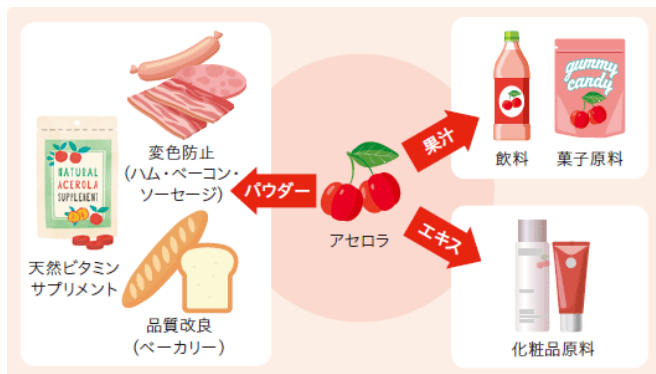 変色防止
(ハム・ベーコン・
ソーセージ)
NATURAL
ACEROLA
SUPPLEMENT
天然ビタミン
サプリメント
品質改良
(ベーカリー)
パウダー
アセロラ
果汁
エキス
gummy
candy
飲料
菓子原料
化粧品原料